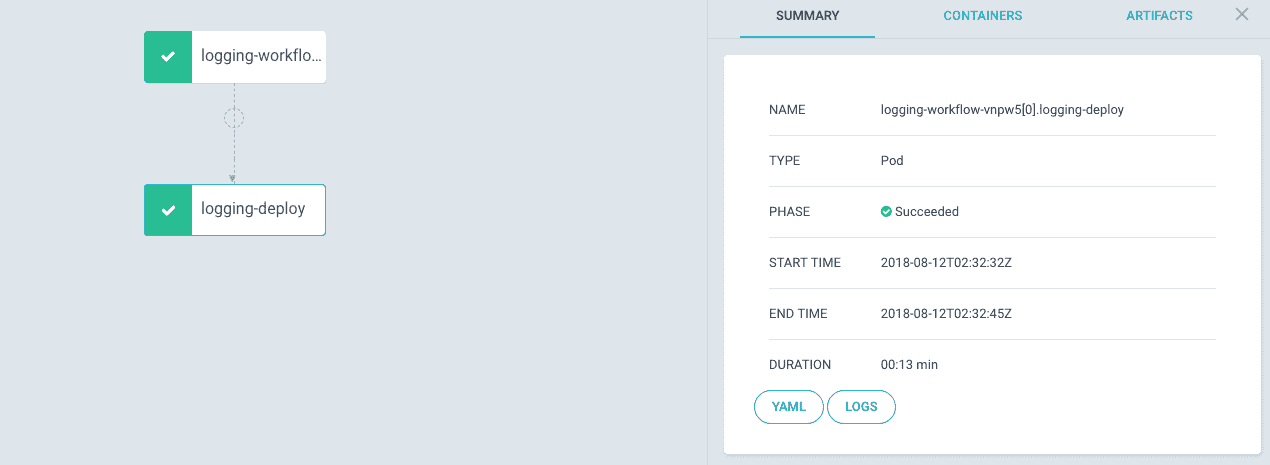 logging-workflo...
logging-deploy
SUMMARY CONTAINERS ARTIFACTS
NAME logging-workflow-vnpw5[0].logging-deploy
TYPE Pod
PHASE Succeeded
START TIME 2018-08-12T02:32:32Z
END TIME 2018-08-12T02:32:45Z
DURATION 00:13 min
YAML LOGS